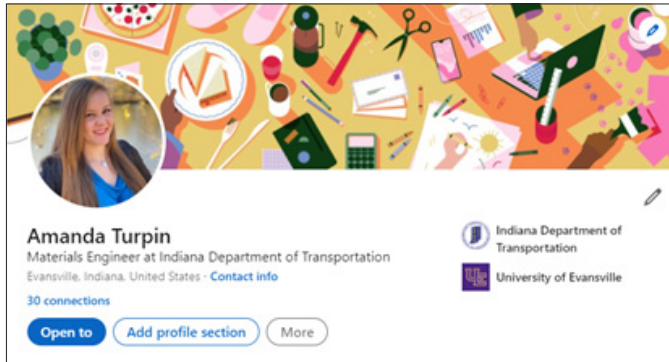 Amanda Turpin
Materials Engineer at Indiana Department of Transportation
Evansville, Indiana, United States · Contact info
30 connections
Open to
Add profile section
More
Indiana Department of
Transportation
UE
University of Evansville